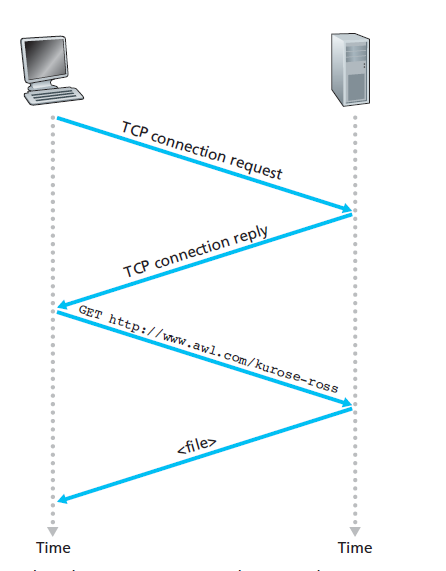 TCP connection request
TCP connection reply
GET http://www.awl.com/kurose-ross
<file>
Time
Time